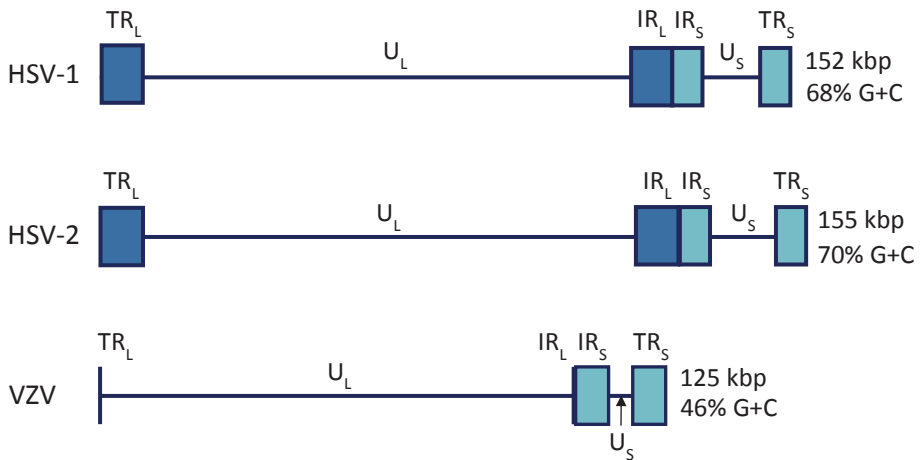 TRL IRL IRS TRS
HSV-1 UL US 152 kbp
68% G+C
TRL IRL IRS TRS
HSV-2 UL US 155 kbp
70% G+C
TRL IRL IRS TRS
VZV UL 125 kbp
46% G+C
US